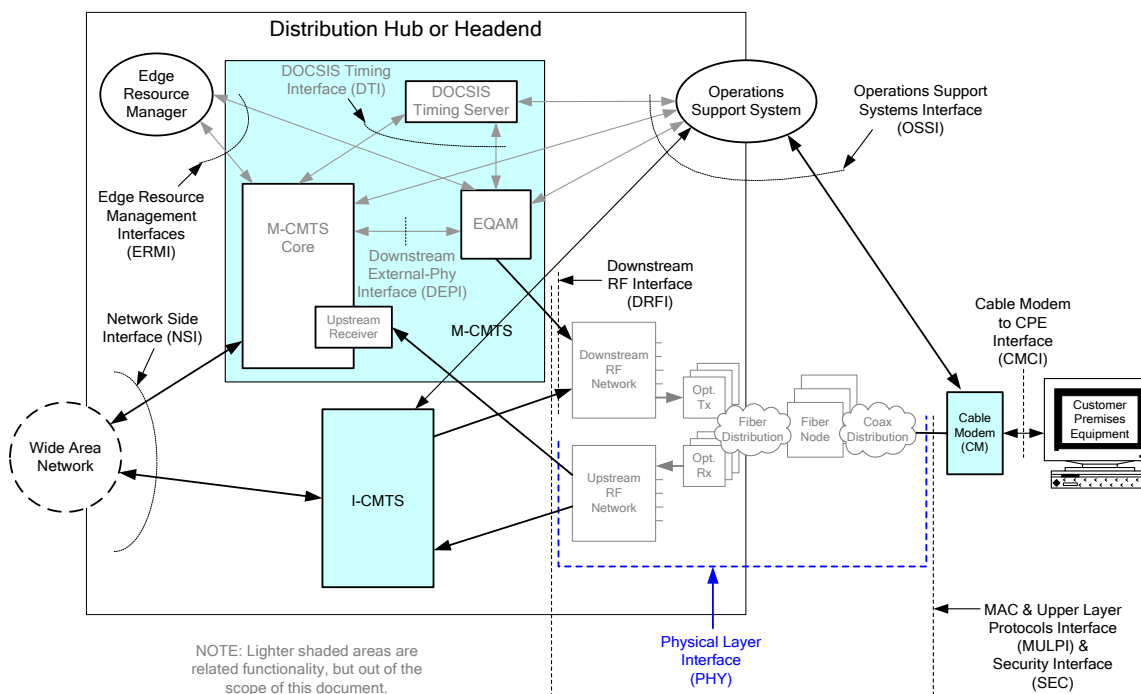 Distribution Hub or Headend
Edge
Resource
Manager
DOCSIS Timing
Interface (DTI)
DOCSIS
Timing Server
Operations
Support System
Operations Support
Systems Interface
(OSSI)
Edge Resource
Management
Interfaces
(ERMI)
M-CMTS
Core
EQAM
Downstream
External-Phy
Interface (DEPI)
Upstream
Receiver
M-CMTS
Downstream
RF Interface
(DRFI)
Network Side
Interface (NSI)
Cable Modem
to CPE
Interface
(CMCI)
Downstream
RF
Network
Opt.
Tx
Fiber
Distribution
Fiber
Node
Coax
Distribution
Cable
Modem
(CM)
Customer
Premises
Equipment
Wide Area
Network
I-CMTS
Upstream
RF
Network
Opt.
Rx
NOTE: Lighter shaded areas are
related functionality, but out of the
scope of this document.
Physical Layer
Interface
(PHY)
MAC & Upper Layer
Protocols Interface
(MULPI) &
Security Interface
(SEC)